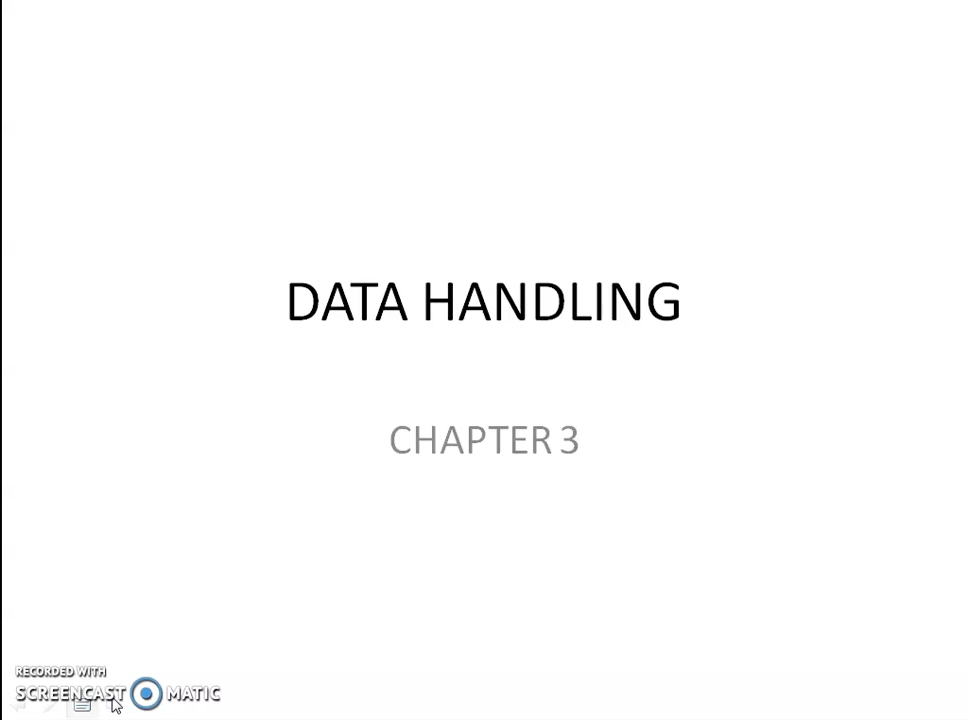 DATA HANDLING
CHAPTER 3
RECORDED WITH
SCREENCAST MATIC